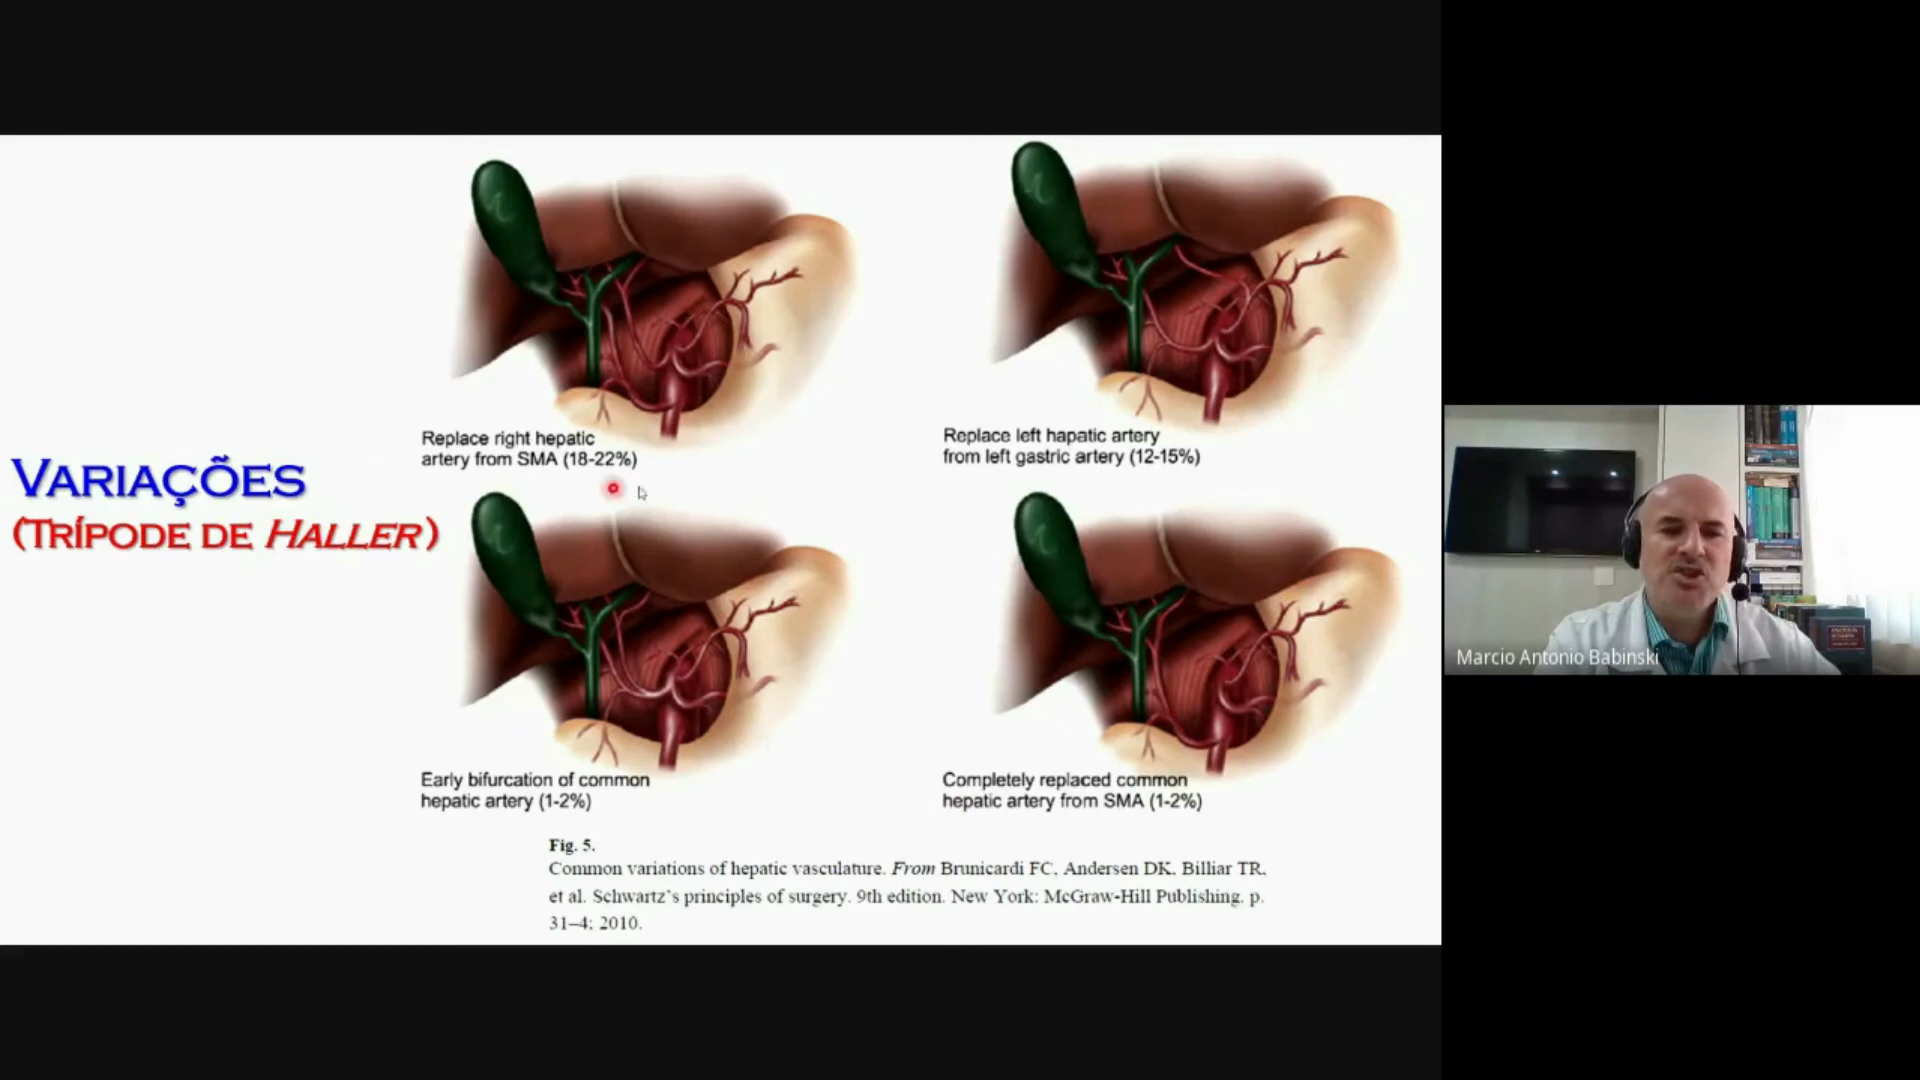 VARIAÇÕES
(TRÍPODE DE HALLER)
Replace right hepatic
artery from SMA (18-22%)
Replace left hapatic artery
from left gastric artery (12-15%)
Early bifurcation of common
hepatic artery (1-2%)
Completely replaced common
hepatic artery from SMA (1-2%)
Fig. 5.
Common variations of hepatic vasculature. From Brunicardi FC, Andersen DK, Billiar TR,
et al. Schwartz's principles of surgery. 9th edition. New York: McGraw-Hill Publishing. p.
31–4; 2010.
Marcio Antonio Babinski